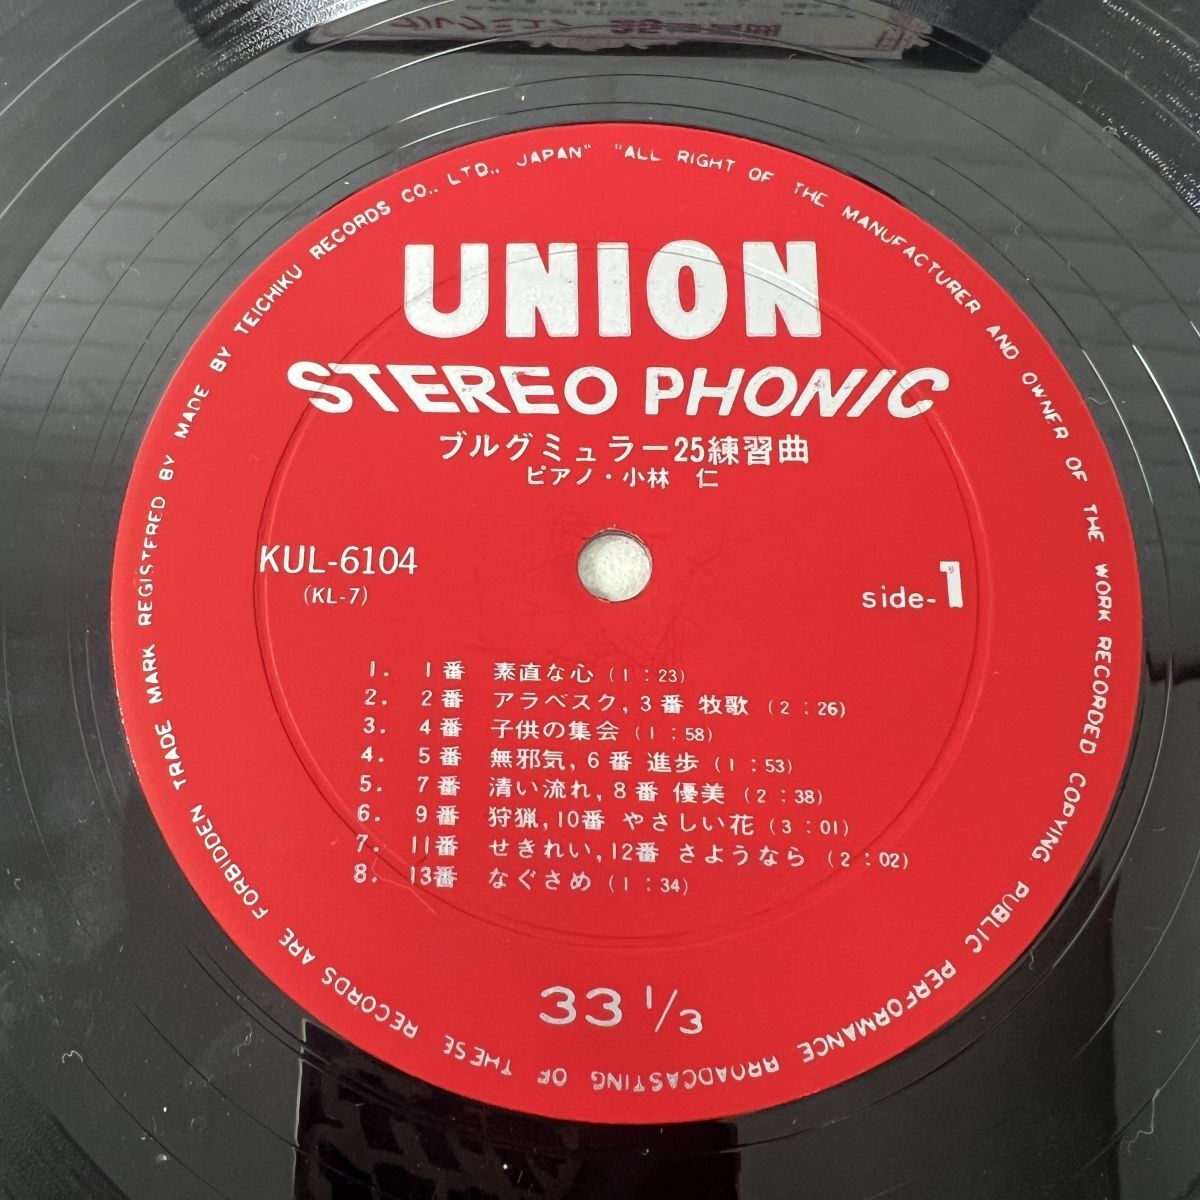 TRADE MARK REGISTERED BY MADE BY TEICHIKU RECORDS CO., LTD., JAPAN" "ALL RIGHT OF THE MANUFACTURER AND OWNER OF THE WORK RECORDED COPYING, PUBLIC PERFORMANCE BROADCASTING OF THESE RECORDS ARE FORBIDDEN
UNION
STEREO PHONIC
ブルグミュラー25練習曲
ピアノ・小林 仁
KUL-6104
(KL-7)
side-1
1. 1番 素直な心 (1:23)
2. 2番 アラベスク, 3番 牧歌 (2:26)
3. 4番 子供の集会 (1:58)
4. 5番 無邪気, 6番 進歩 (1:53)
5. 7番 清い流れ, 8番 優美 (2:38)
6. 9番 狩猟, 10番 やさしい花 (3:01)
7. 11番 せきれい, 12番 さようなら (2:02)
8. 13番 なぐさめ (1:34)
33 1/3